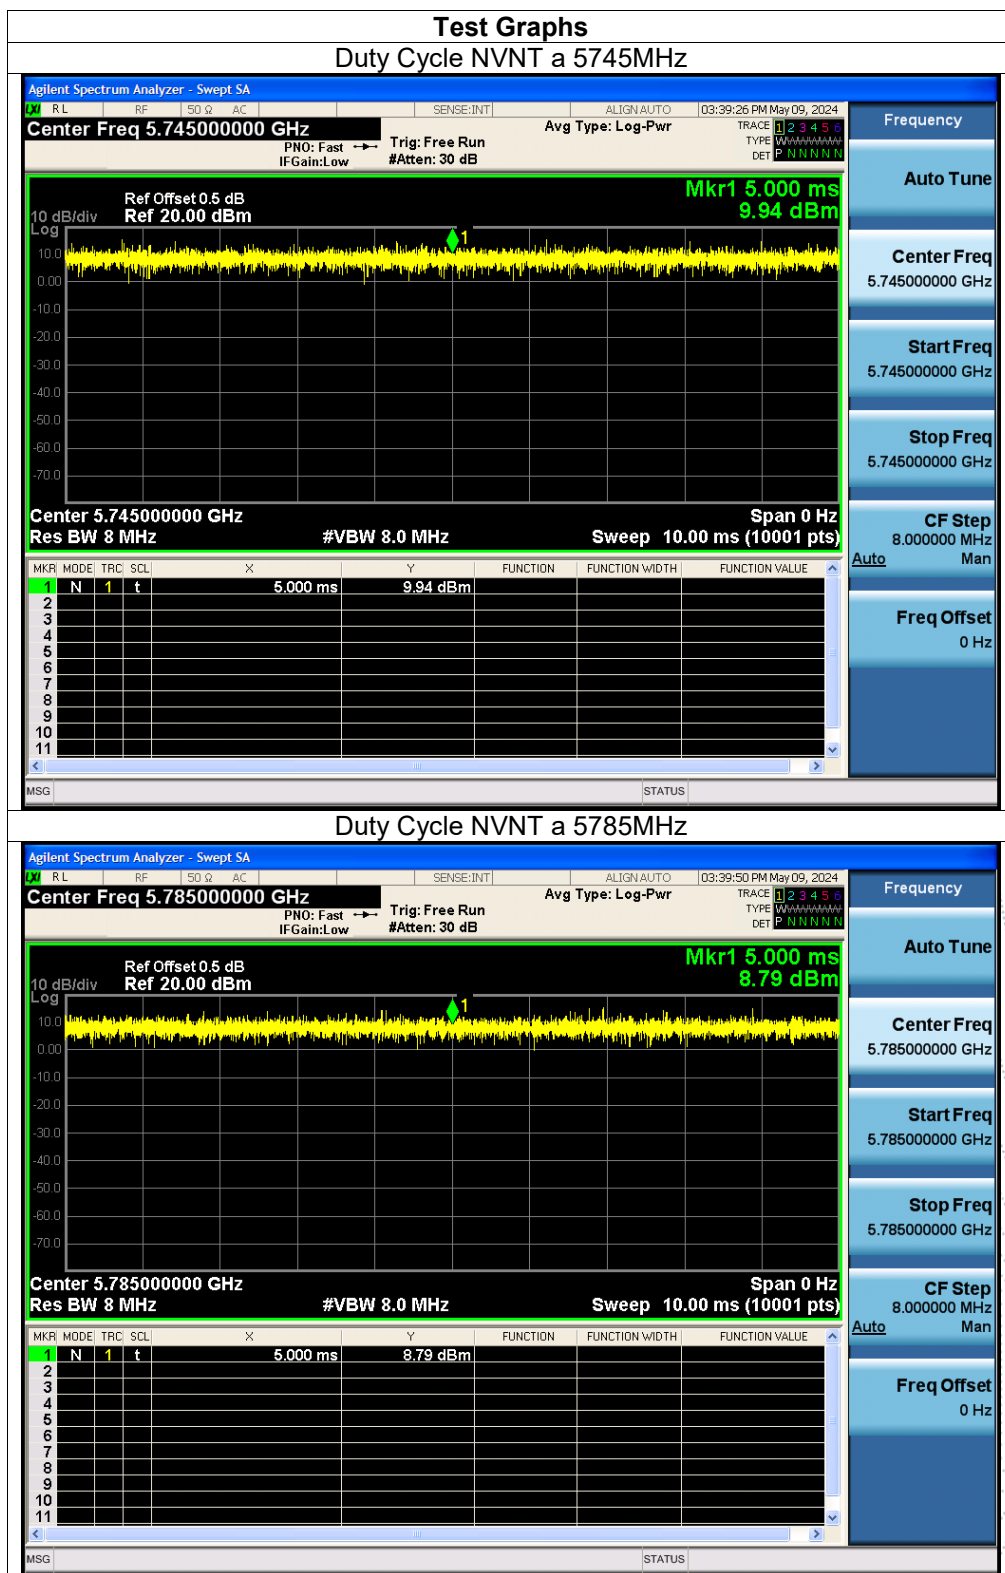 Test Graphs
Duty Cycle NVNT a 5745MHz
Agilent Spectrum Analyzer - Swept SA
LXI RL RF 50 Ω AC SENSE:INT ALIGN AUTO 03:39:26 PM May 09, 2024
Center Freq 5.745000000 GHz
Avg Type: Log-Pwr
TRACE 1 2 3 4 5 6
PNO: Fast Trig: Free Run
TYPE
IFGain:Low #Atten: 30 dB
DET P N N N N N
Frequency
Auto Tune
Center Freq
5.745000000 GHz
Start Freq
5.745000000 GHz
Stop Freq
5.745000000 GHz
CF Step
8.000000 MHz
Auto Man
Freq Offset
0 Hz
Mkr1 5.000 ms
9.94 dBm
Ref Offset 0.5 dB
10 dB/div Ref 20.00 dBm
Log
1
10.0
0.00
-10.0
-20.0
-30.0
-40.0
-50.0
-60.0
-70.0
Center 5.745000000 GHz Span 0 Hz
Res BW 8 MHz #VBW 8.0 MHz Sweep 10.00 ms (10001 pts)
MKR MODE TRC SCL X Y FUNCTION FUNCTION WIDTH FUNCTION VALUE
1 N 1 t 5.000 ms 9.94 dBm
2
3
4
5
6
7
8
9
10
11
MSG STATUS
Duty Cycle NVNT a 5785MHz
Agilent Spectrum Analyzer - Swept SA
LXI RL RF 50 Ω AC SENSE:INT ALIGN AUTO 03:39:50 PM May 09, 2024
Center Freq 5.785000000 GHz
Avg Type: Log-Pwr
TRACE 1 2 3 4 5 6
PNO: Fast Trig: Free Run
TYPE
IFGain:Low #Atten: 30 dB
DET P N N N N N
Frequency
Auto Tune
Center Freq
5.785000000 GHz
Start Freq
5.785000000 GHz
Stop Freq
5.785000000 GHz
CF Step
8.000000 MHz
Auto Man
Freq Offset
0 Hz
Mkr1 5.000 ms
8.79 dBm
Ref Offset 0.5 dB
10 dB/div Ref 20.00 dBm
Log
1
10.0
0.00
-10.0
-20.0
-30.0
-40.0
-50.0
-60.0
-70.0
Center 5.785000000 GHz Span 0 Hz
Res BW 8 MHz #VBW 8.0 MHz Sweep 10.00 ms (10001 pts)
MKR MODE TRC SCL X Y FUNCTION FUNCTION WIDTH FUNCTION VALUE
1 N 1 t 5.000 ms 8.79 dBm
2
3
4
5
6
7
8
9
10
11
MSG STATUS